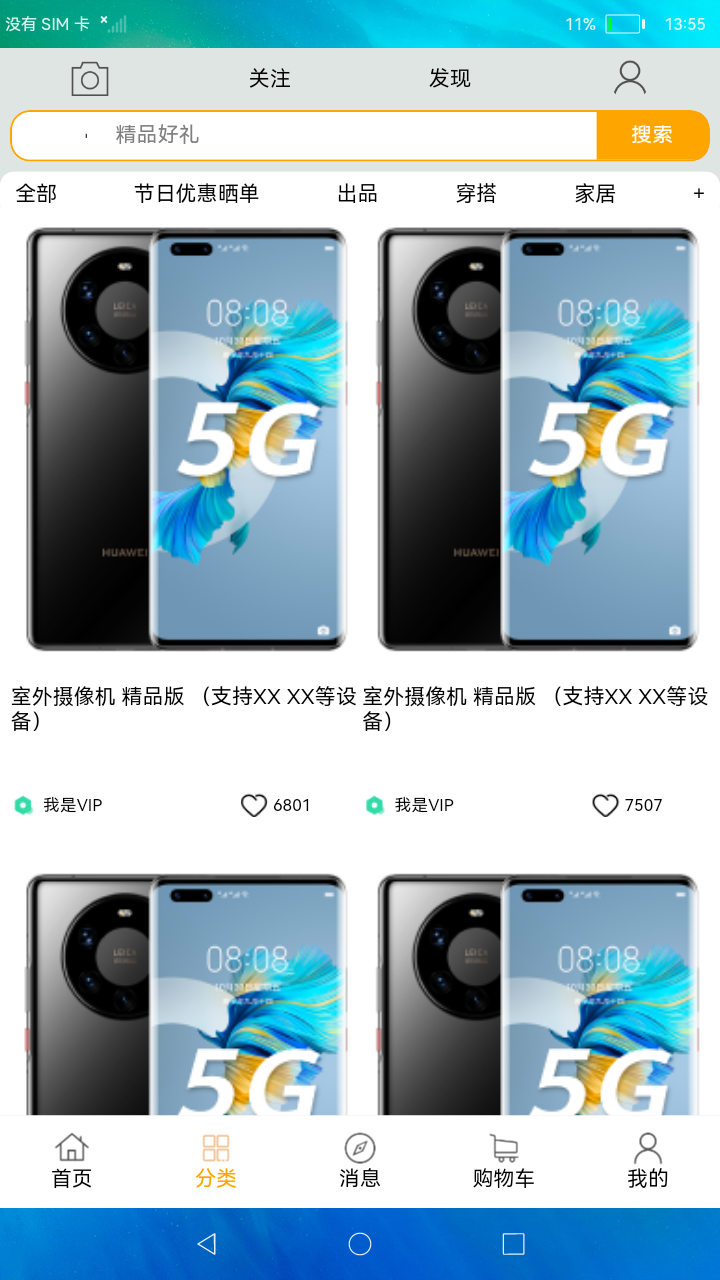 没有 SIM 卡 11% 13:55
关注 发现
精品好礼 搜索
全部 节日优惠晒单 出品 穿搭 家居 +
08:08 08:08
5G 5G
HUAWEI HUAWEI
室外摄像机 精品版 （支持XX XX等设备） 室外摄像机 精品版 （支持XX XX等设备）
我是VIP 6801 我是VIP 7507
08:08 08:08
5G 5G
首页 分类 消息 购物车 我的